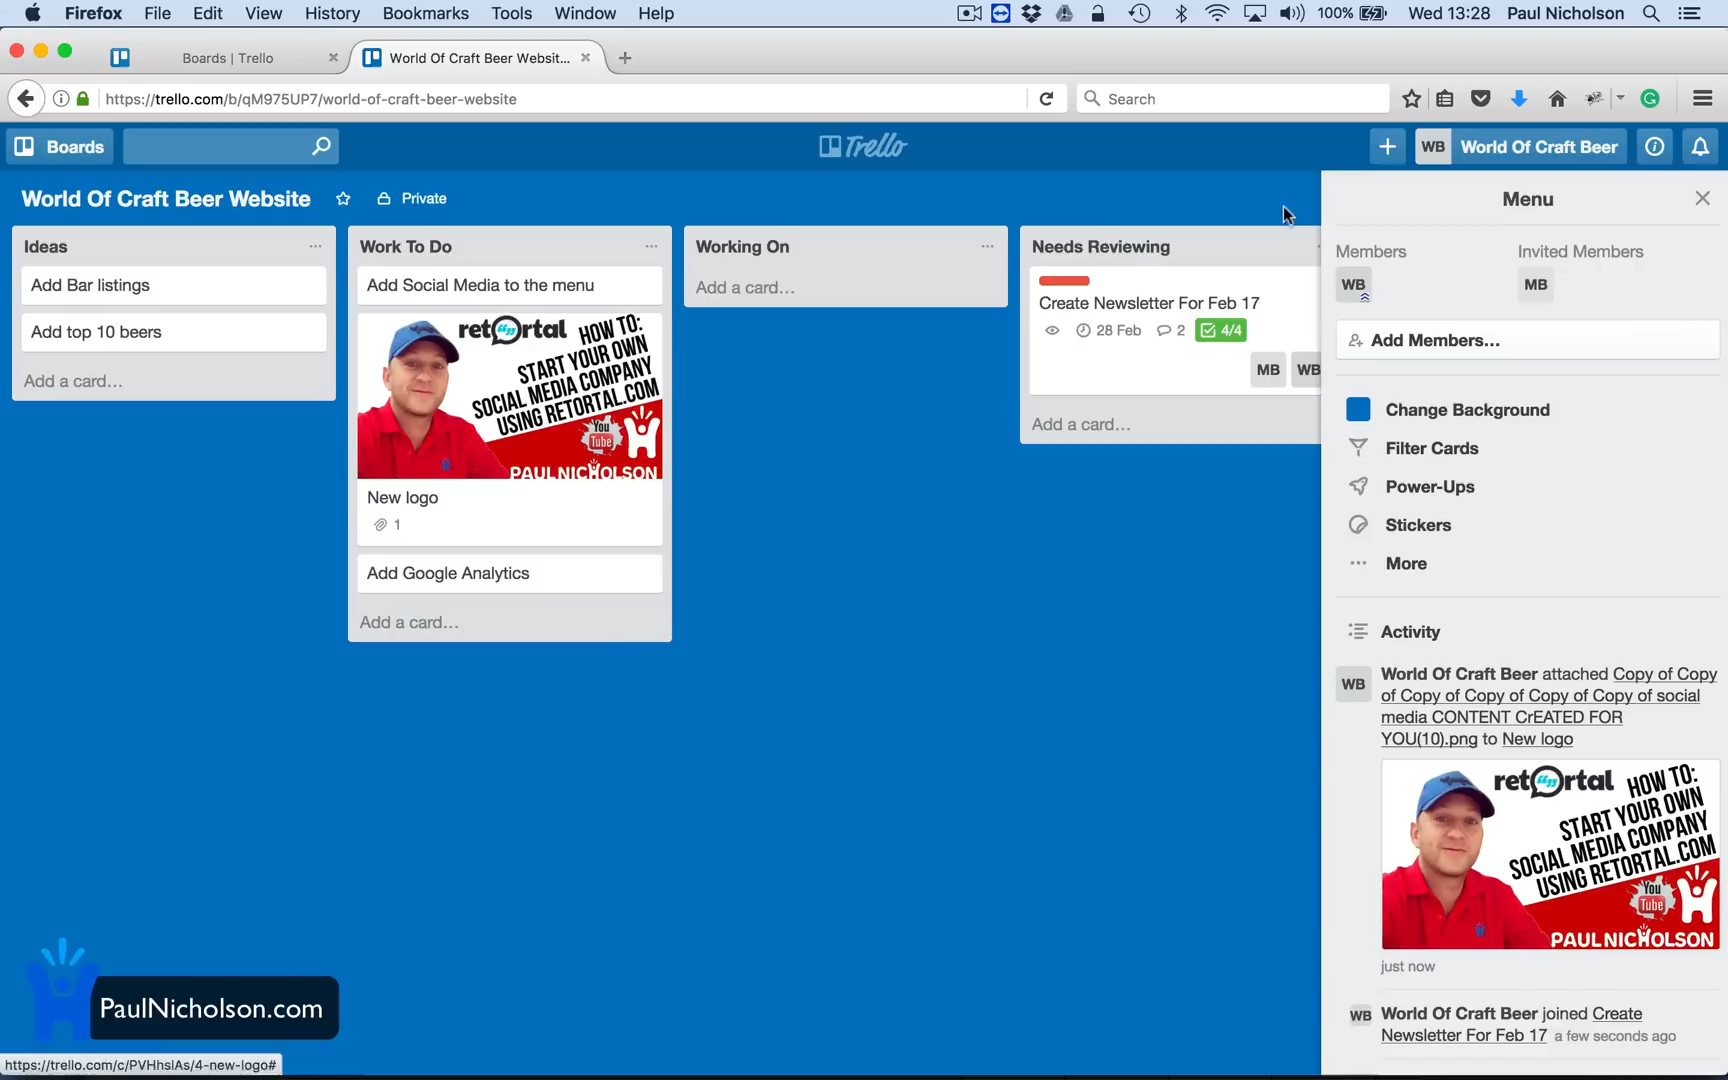 Firefox File Edit View History Bookmarks Tools Window Help 100% Wed 13:28 Paul Nicholson
Boards | Trello
World Of Craft Beer Websit...
https://trello.com/b/qM975UP7/world-of-craft-beer-website
Search
Boards
Trello
WB World Of Craft Beer
World Of Craft Beer Website Private
Ideas
Add Bar listings
Add top 10 beers
Add a card…
Work To Do
Add Social Media to the menu
retortal
HOW TO:
START YOUR OWN
SOCIAL MEDIA COMPANY
USING RETORTAL.COM
You
Tube
PAUL NICHOLSON
New logo
1
Add Google Analytics
Add a card…
Working On
Add a card…
Needs Reviewing
Create Newsletter For Feb 17
28 Feb 2 4/4
MB WB
Add a card…
Menu
Members
WB
Invited Members
MB
Add Members…
Change Background
Filter Cards
Power-Ups
Stickers
More
Activity
WB
World Of Craft Beer attached Copy of Copy
of Copy of Copy of Copy of Copy of social
media CONTENT CrEATED FOR
YOU(10).png to New logo
retortal
HOW TO:
START YOUR OWN
SOCIAL MEDIA COMPANY
USING RETORTAL.COM
You
Tube
PAUL NICHOLSON
just now
WB
World Of Craft Beer joined Create
Newsletter For Feb 17 a few seconds ago
PaulNicholson.com
https://trello.com/c/PVHhslAs/4-new-logo#